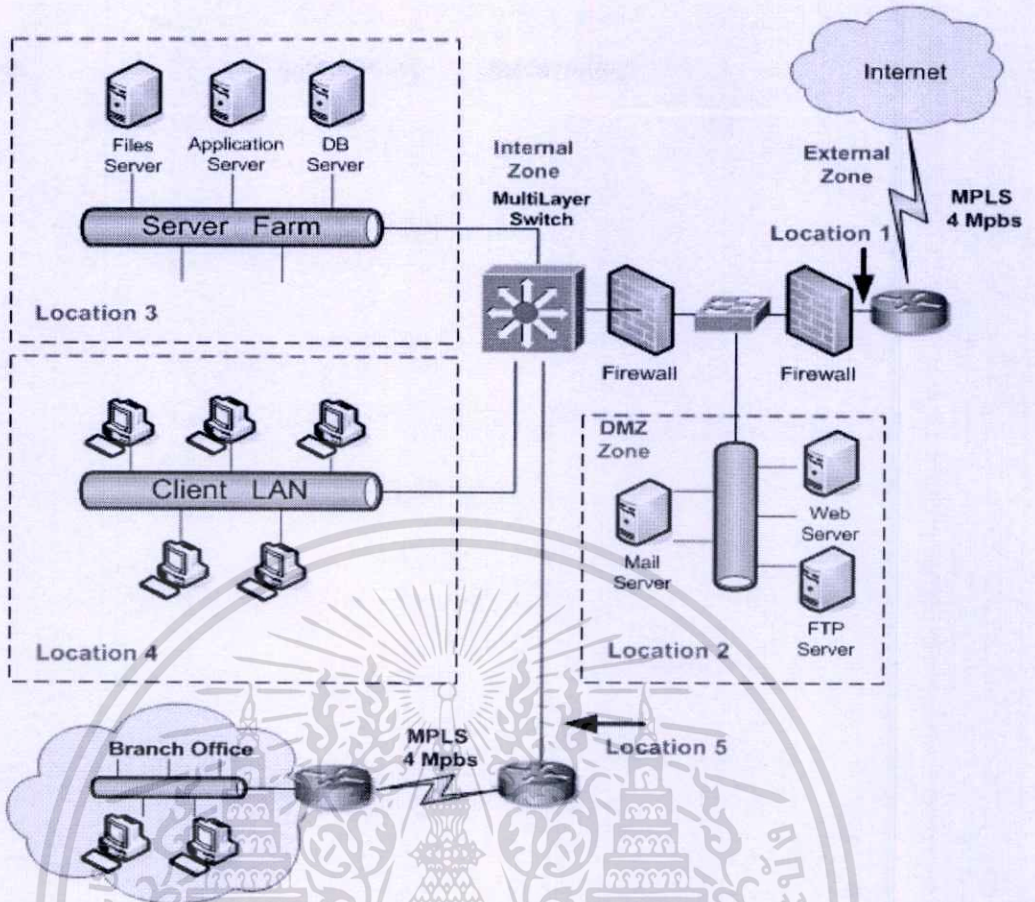 Internet
External
Zone
MPLS
4 Mpbs
Location 1
Internal
Zone
MultiLayer
Switch
Firewall
Firewall
Files
Server
Application
Server
DB
Server
Server Farm
Location 3
Client LAN
Location 4
DMZ
Zone
Mail
Server
Web
Server
FTP
Server
Location 2
Location 5
Branch Office
MPLS
4 Mpbs